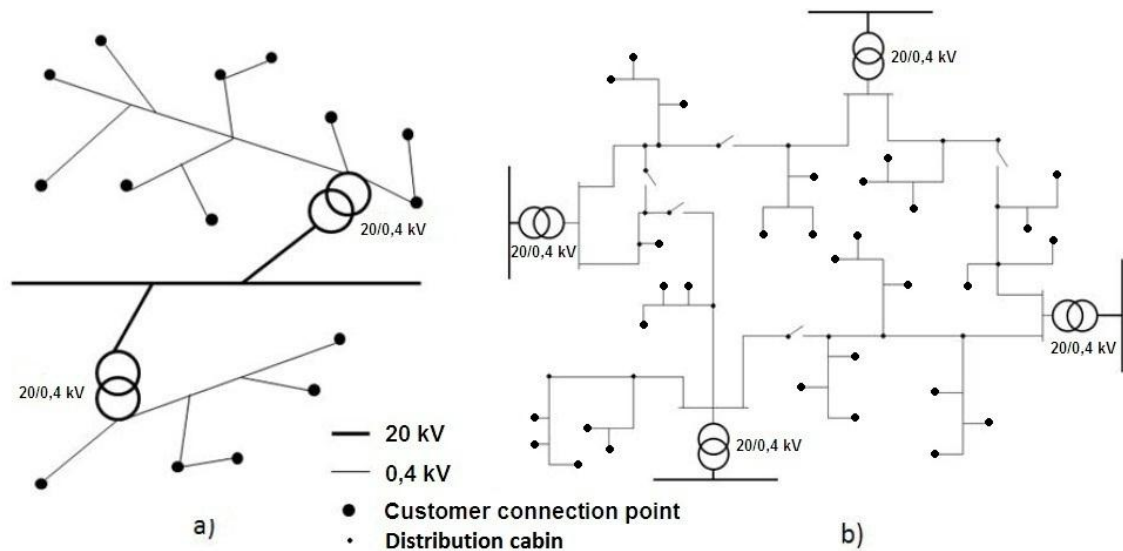 20/0,4 kV
20/0,4 kV
20/0,4 kV
20/0,4 kV
20/0,4 kV
20/0,4 kV
20 kV
0,4 kV
Customer connection point
Distribution cabin
a)
b)